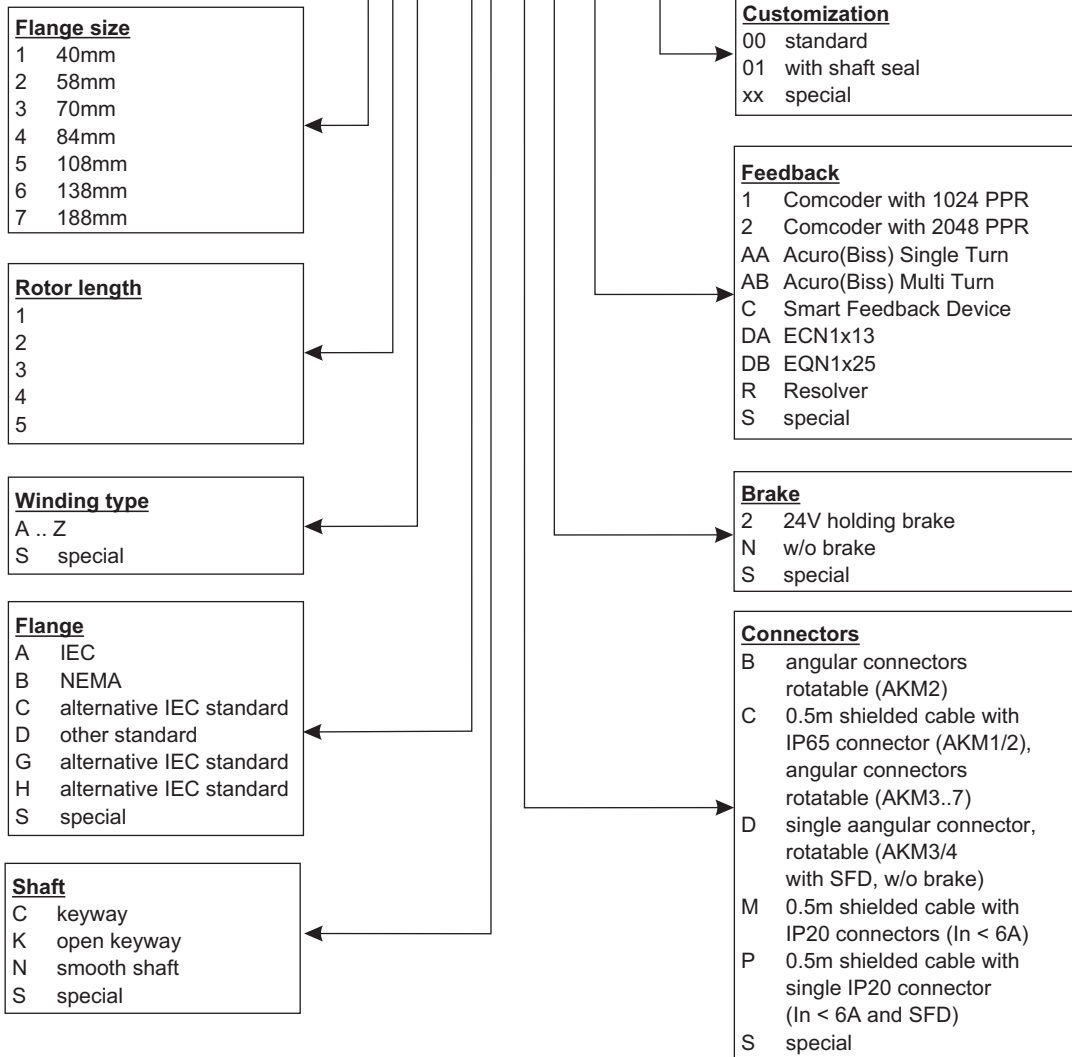 Flange size
1 40mm
2 58mm
3 70mm
4 84mm
5 108mm
6 138mm
7 188mm
Rotor length
1
2
3
4
5
Winding type
A .. Z
S special
Flange
A IEC
B NEMA
C alternative IEC standard
D other standard
G alternative IEC standard
H alternative IEC standard
S special
Shaft
C keyway
K open keyway
N smooth shaft
S special
Customization
00 standard
01 with shaft seal
xx special
Feedback
1 Comcoder with 1024 PPR
2 Comcoder with 2048 PPR
AA Acuro(Biss) Single Turn
AB Acuro(Biss) Multi Turn
C Smart Feedback Device
DA ECN1x13
DB EQN1x25
R Resolver
S special
Brake
2 24V holding brake
N w/o brake
S special
Connectors
B angular connectors
rotatable (AKM2)
C 0.5m shielded cable with
IP65 connector (AKM1/2),
angular connectors
rotatable (AKM3..7)
D single aangular connector,
rotatable (AKM3/4
with SFD, w/o brake)
M 0.5m shielded cable with
IP20 connectors (In < 6A)
P 0.5m shielded cable with
single IP20 connector
(In < 6A and SFD)
S special